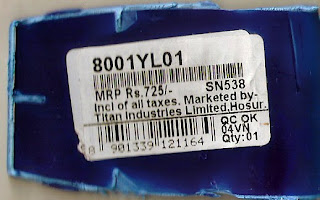 8001YL01
SN538
MRP Rs.725/-
Incl of all taxes. Marketed by-
Titan Industries Limited.Hosur.
8 901339 121164
QC OK
04VN
Qty:01